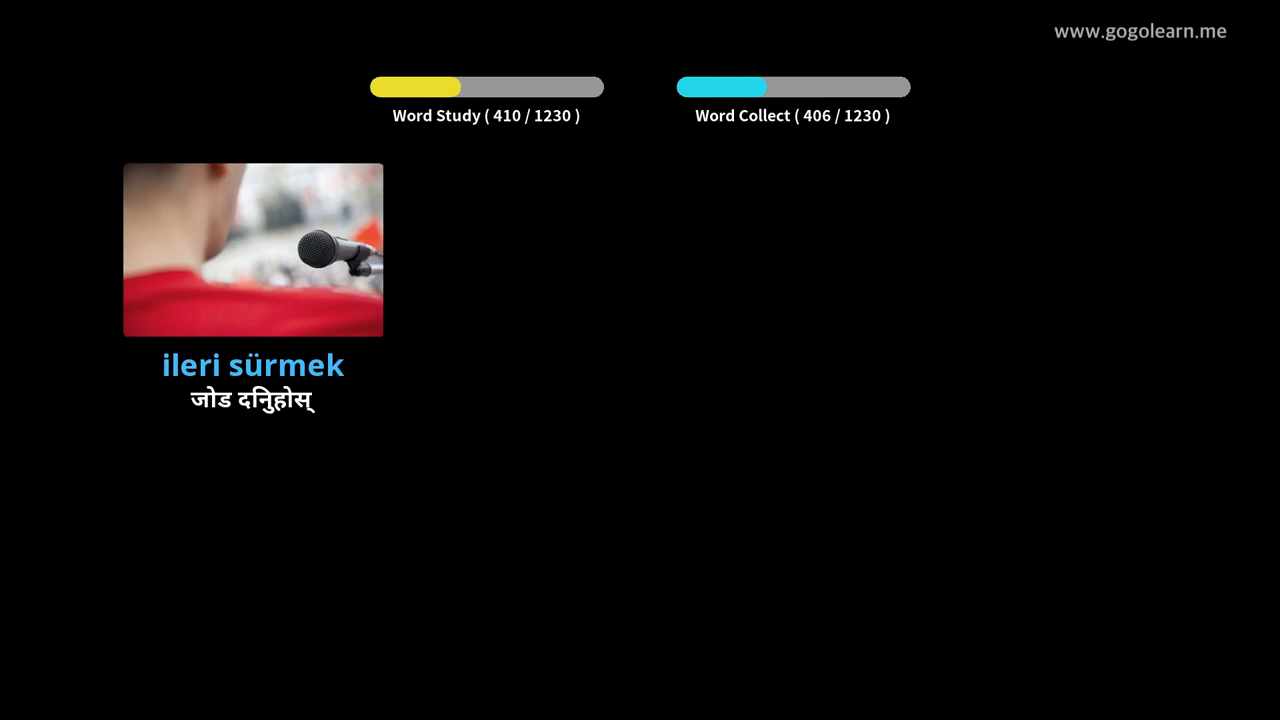 www.gogolearn.me
Word Study ( 410 / 1230 )
Word Collect ( 406 / 1230 )
ileri sürmek
जोड दिनुहोस्